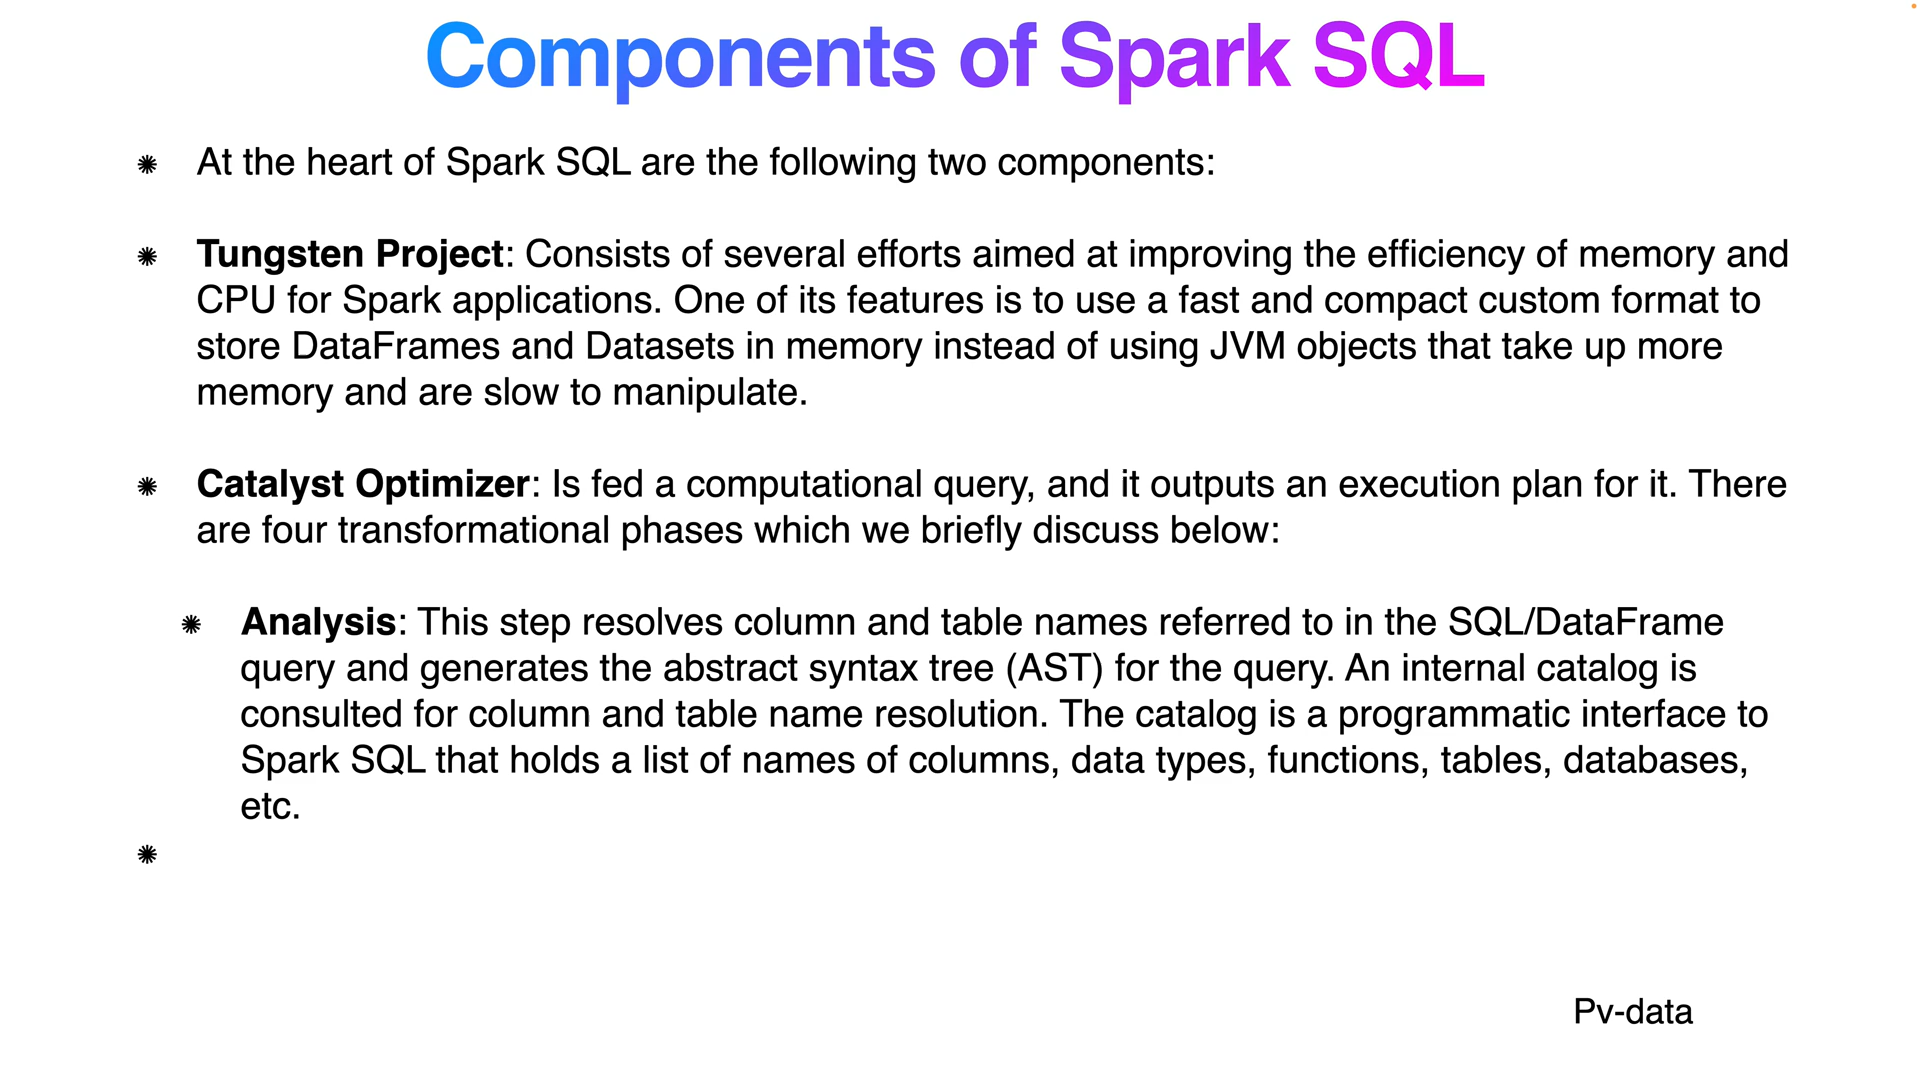 Components of Spark SQL
At the heart of Spark SQL are the following two components:
Tungsten Project: Consists of several efforts aimed at improving the efficiency of memory and
CPU for Spark applications. One of its features is to use a fast and compact custom format to
store DataFrames and Datasets in memory instead of using JVM objects that take up more
memory and are slow to manipulate.
Catalyst Optimizer: Is fed a computational query, and it outputs an execution plan for it. There
are four transformational phases which we briefly discuss below:
Analysis: This step resolves column and table names referred to in the SQL/DataFrame
query and generates the abstract syntax tree (AST) for the query. An internal catalog is
consulted for column and table name resolution. The catalog is a programmatic interface to
Spark SQL that holds a list of names of columns, data types, functions, tables, databases,
etc.
Pv-data